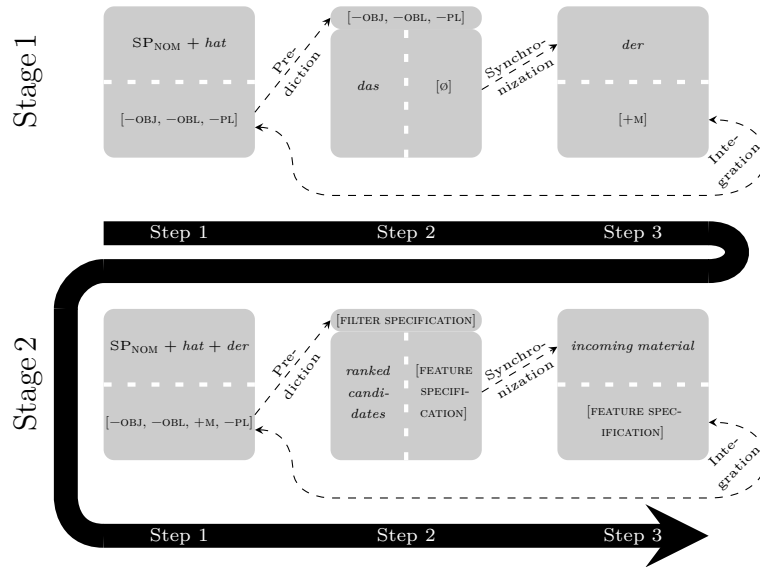 Stage 1
SP_NOM + hat
[−OBJ, −OBL, −PL]
Pre-
diction
[−OBJ, −OBL, −PL]
das
[Ø]
Synchro-
nization
der
[+M]
Inte-
gration
Step 1
Step 2
Step 3
Stage 2
SP_NOM + hat + der
[−OBJ, −OBL, +M, −PL]
Pre-
diction
[FILTER SPECIFICATION]
ranked
candi-
dates
[FEATURE
SPECIFI-
CATION]
Synchro-
nization
incoming material
[FEATURE SPEC-
IFICATION]
Inte-
gration
Step 1
Step 2
Step 3